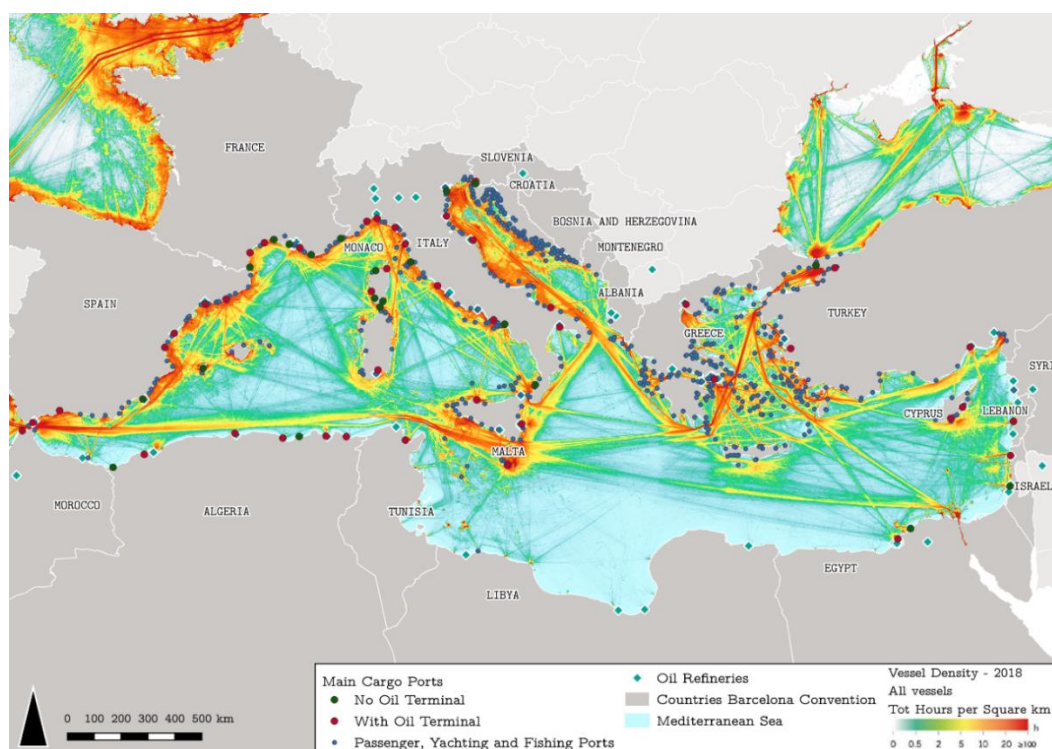 SLOVENIA
FRANCE
CROATIA
BOSNIA AND HERZEGOVINA
MONACO
ITALY
MONTENEGRO
SPAIN
ALBANIA
TURKEY
GREECE
SYRI
CYPRUS
LEBANON
MALTA
ISRAEL
MOROCCO
ALGERIA
TUNISIA
EGYPT
LIBYA
Main Cargo Ports
No Oil Terminal
With Oil Terminal
Passenger, Yachting and Fishing Ports
Oil Refineries
Countries Barcelona Convention
Mediterranean Sea
Vessel Density - 2018
All vessels
Tot Hours per Square km
h
0 0.5 2 5 10 20 ≥100
0 100 200 300 400 500 km